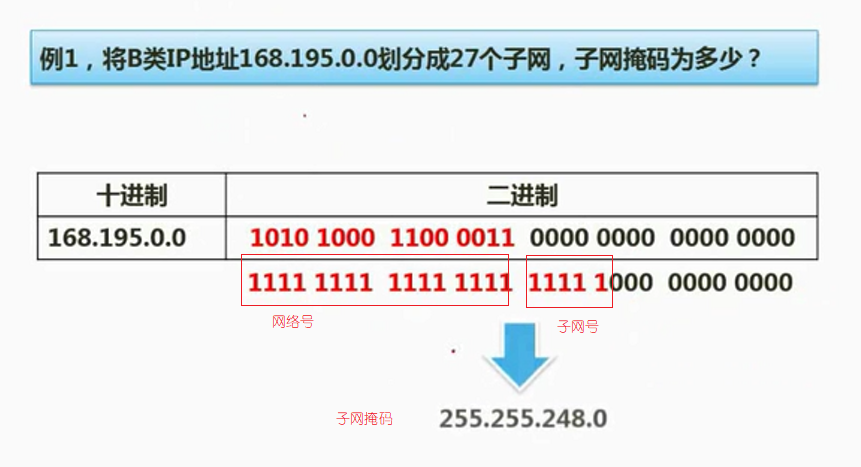 例1，将B类IP地址168.195.0.0划分成27个子网，子网掩码为多少？
十进制 二进制
168.195.0.0 1010 1000 1100 0011 0000 0000 0000 0000
1111 1111 1111 1111 1111 1000 0000 0000
网络号 子网号
子网掩码 255.255.248.0